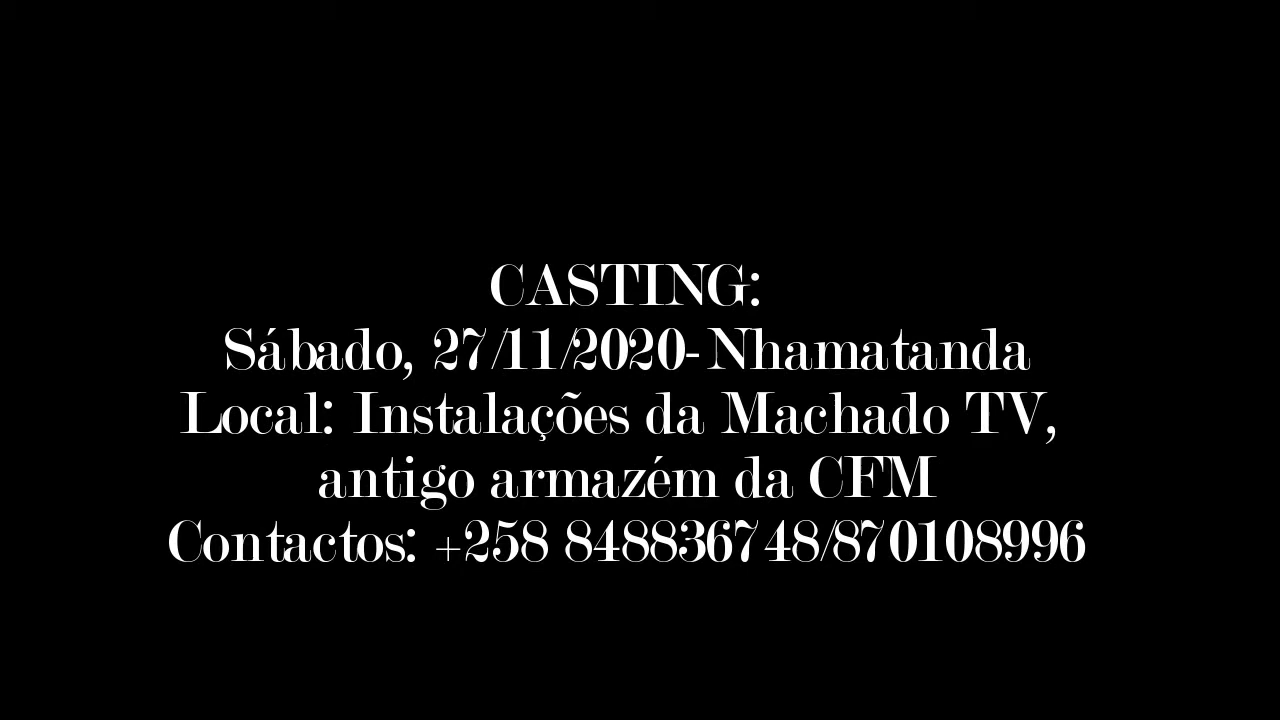 CASTING:
Sábado, 27/11/2020- Nhamatanda
Local: Instalações da Machado TV,
antigo armazém da CFM
Contactos: +258 848836748/870108996